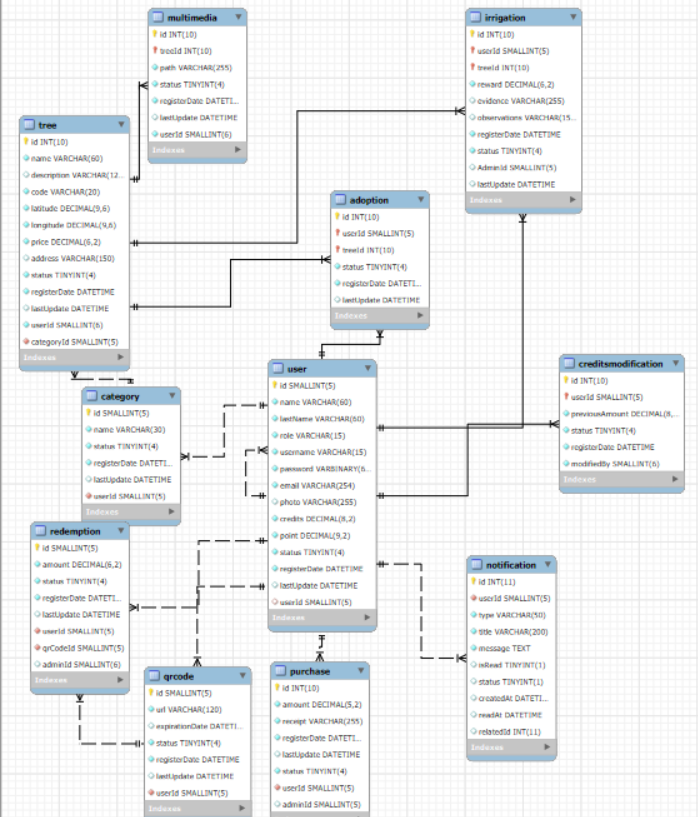 multimedia
id INT(10)
treeId INT(10)
path VARCHAR(255)
status TINYINT(4)
registerDate DATETI...
lastUpdate DATETIME
userId SMALLINT(6)
Indexes
irrigation
id INT(10)
userId SMALLINT(5)
treeId INT(10)
reward DECIMAL(6,2)
evidence VARCHAR(255)
observations VARCHAR(15...
registerDate DATETIME
status TINYINT(4)
AdminId SMALLINT(5)
lastUpdate DATETIME
Indexes
tree
id INT(10)
name VARCHAR(60)
description VARCHAR(12...
code VARCHAR(20)
latitude DECIMAL(9,6)
longitude DECIMAL(9,6)
price DECIMAL(6,2)
address VARCHAR(150)
status TINYINT(4)
registerDate DATETIME
lastUpdate DATETIME
userId SMALLINT(6)
categoryId SMALLINT(5)
Indexes
adoption
id INT(10)
userId SMALLINT(5)
treeId INT(10)
status TINYINT(4)
registerDate DATETI...
lastUpdate DATETIME
Indexes
user
id SMALLINT(5)
name VARCHAR(60)
lastName VARCHAR(60)
role VARCHAR(15)
username VARCHAR(15)
password VARBINARY(6...
email VARCHAR(254)
photo VARCHAR(255)
credits DECIMAL(8,2)
point DECIMAL(9,2)
status TINYINT(4)
registerDate DATETIME
lastUpdate DATETIME
userId SMALLINT(5)
Indexes
creditsmodification
id INT(10)
userId SMALLINT(5)
previousAmount DECIMAL(8,...
status TINYINT(4)
registerDate DATETIME
modifiedBy SMALLINT(6)
Indexes
category
id SMALLINT(5)
name VARCHAR(30)
status TINYINT(4)
registerDate DATETI...
lastUpdate DATETIME
userId SMALLINT(5)
Indexes
redemption
id SMALLINT(5)
amount DECIMAL(6,2)
status TINYINT(4)
registerDate DATETI...
lastUpdate DATETIME
userId SMALLINT(5)
qrCodeId SMALLINT(5)
adminId SMALLINT(6)
Indexes
notification
id INT(11)
userId SMALLINT(5)
type VARCHAR(50)
title VARCHAR(200)
message TEXT
isRead TINYINT(1)
status TINYINT(1)
createdAt DATETI...
readAt DATETIME
relatedId INT(11)
Indexes
qrcode
id SMALLINT(5)
url VARCHAR(120)
expirationDate DATETI...
status TINYINT(4)
registerDate DATETIME
lastUpdate DATETIME
userId SMALLINT(5)
Indexes
purchase
id INT(10)
amount DECIMAL(5,2)
receipt VARCHAR(255)
registerDate DATETI...
lastUpdate DATETIME
status TINYINT(4)
userId SMALLINT(5)
adminId SMALLINT(5)